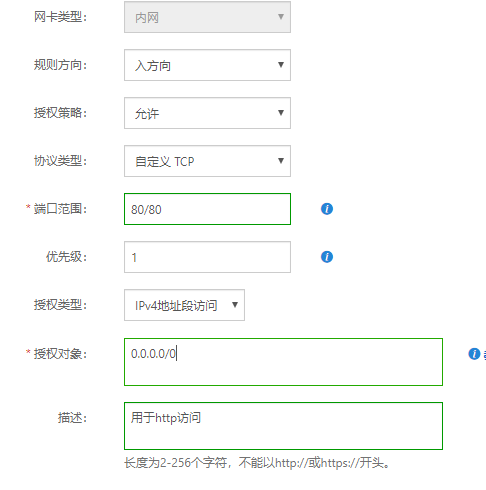 网卡类型： 内网
规则方向： 入方向
授权策略： 允许
协议类型： 自定义 TCP
* 端口范围： 80/80
优先级： 1
授权类型： IPv4地址段访问
* 授权对象： 0.0.0.0/0
描述： 用于http访问
长度为2-256个字符，不能以http://或https://开头。